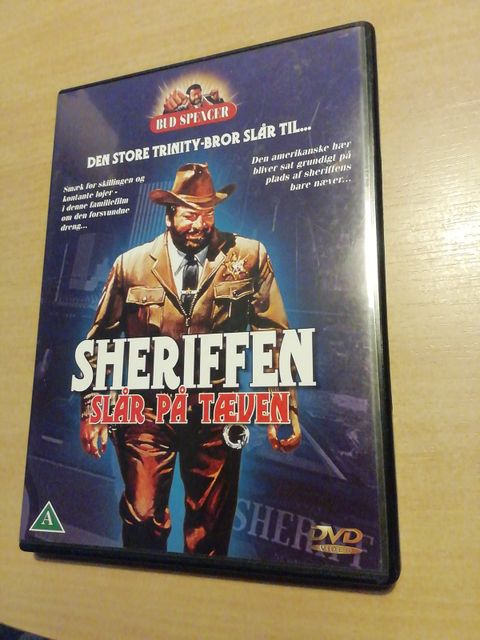 BUD SPENCER
DEN STORE TRINITY-BROR SLÅR TIL...
Smæk for skillingen og
kontante løjer -
i denne familiefilm
om den forsvundne
dreng...
Den amerikanske hær
bliver sat grundigt på
plads af sheriffens
bare næver...
SHERIFFEN
SLÅR PÅ TÆVEN
SHERIFF
A
DVD
VIDEO